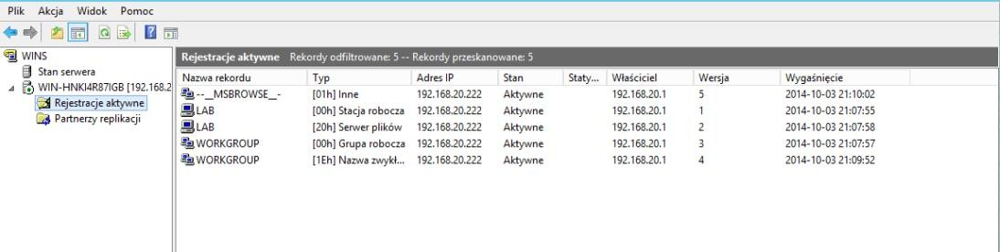 Plik Akcja Widok Pomoc
WINS
Stan serwera
WIN-HNKI4R87IGB [192.168.2
Rejestracje aktywne
Partnerzy replikacji
Rejestracje aktywne Rekordy odfiltrowane: 5 -- Rekordy przeskanowane: 5
Nazwa rekordu Typ Adres IP Stan Staty... Właściciel Wersja Wygaśnięcie
--__MSBROWSE__- [01h] Inne 192.168.20.222 Aktywne 192.168.20.1 5 2014-10-03 21:10:02
LAB [00h] Stacja robocza 192.168.20.222 Aktywne 192.168.20.1 1 2014-10-03 21:07:55
LAB [20h] Serwer plików 192.168.20.222 Aktywne 192.168.20.1 2 2014-10-03 21:07:58
WORKGROUP [00h] Grupa robocza 192.168.20.222 Aktywne 192.168.20.1 3 2014-10-03 21:07:57
WORKGROUP [1Eh] Nazwa zwykł... 192.168.20.222 Aktywne 192.168.20.1 4 2014-10-03 21:09:52